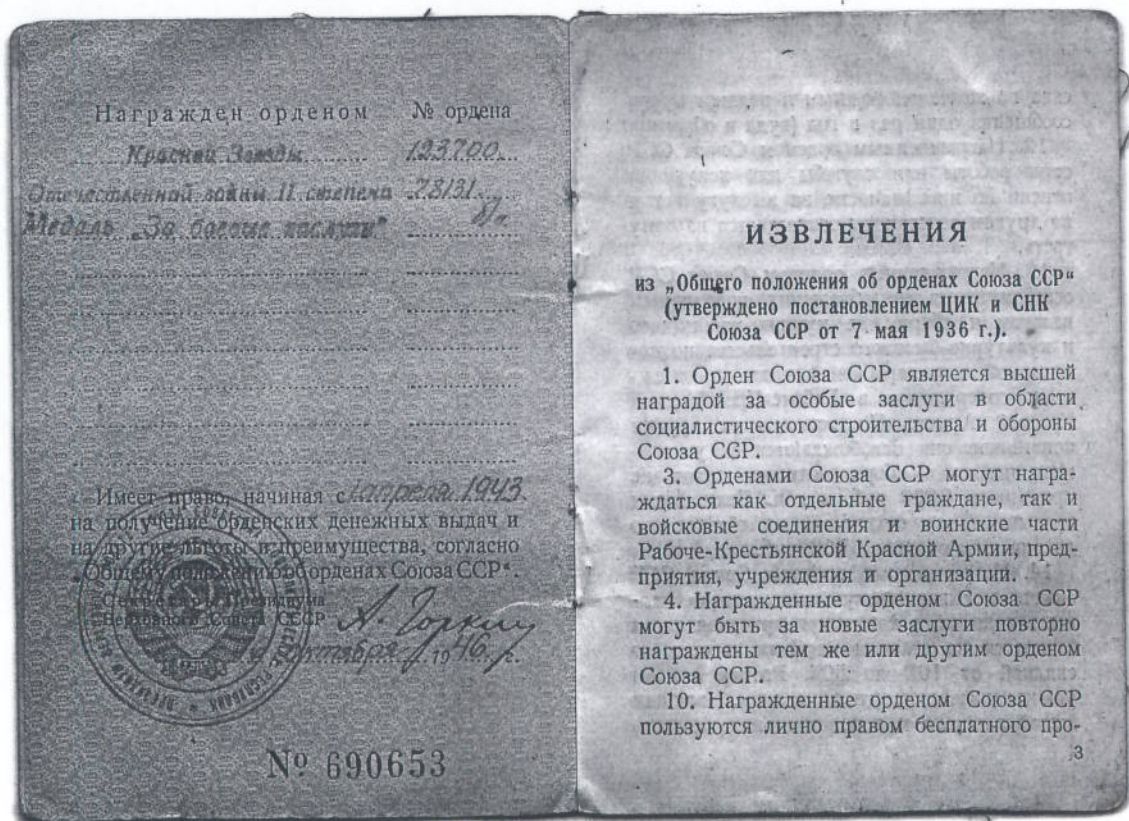 Награжден орденом № ордена
Красной Звезды 123700
Отечественной войны II степени 78131
Медаль „За боевые заслуги“
Имеет право, начиная с апреля 1943
на получение орденских денежных выдач и
на другие льготы и преимущества, согласно
„Общему положению об орденах Союза ССР“.
Секретарь Президиума
Верховного Совета СССР А. Горкин
1946 г.
№ 690653
ИЗВЛЕЧЕНИЯ
из „Общего положения об орденах Союза ССР“
(утверждено постановлением ЦИК и СНК
Союза ССР от 7 мая 1936 г.).
1. Орден Союза ССР является высшей
наградой за особые заслуги в области
социалистического строительства и обороны
Союза ССР.
3. Орденами Союза ССР могут награ-
ждаться как отдельные граждане, так и
войсковые соединения и воинские части
Рабоче-Крестьянской Красной Армии, пред-
приятия, учреждения и организации.
4. Награжденные орденом Союза ССР
могут быть за новые заслуги повторно
награждены тем же или другим орденом
Союза ССР.
10. Награжденные орденом Союза ССР
пользуются лично правом бесплатного про-
3